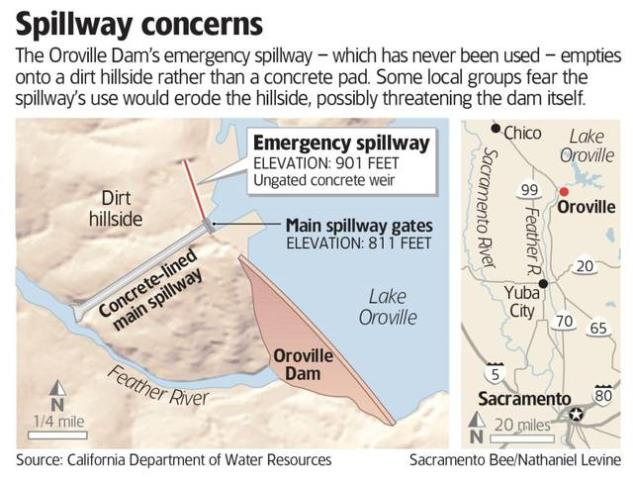 Spillway concerns
The Oroville Dam's emergency spillway – which has never been used – empties
onto a dirt hillside rather than a concrete pad. Some local groups fear the
spillway's use would erode the hillside, possibly threatening the dam itself.
Emergency spillway
ELEVATION: 901 FEET
Ungated concrete weir
Dirt
hillside
Main spillway gates
ELEVATION: 811 FEET
Concrete-lined
main spillway
Lake
Oroville
Oroville
Dam
Feather River
N
1/4 mile
Chico
Lake
Oroville
Sacramento River
99
Feather R.
Oroville
20
Yuba
City
70
65
5
Sacramento
80
N
20 miles
Source: California Department of Water Resources
Sacramento Bee/Nathaniel Levine